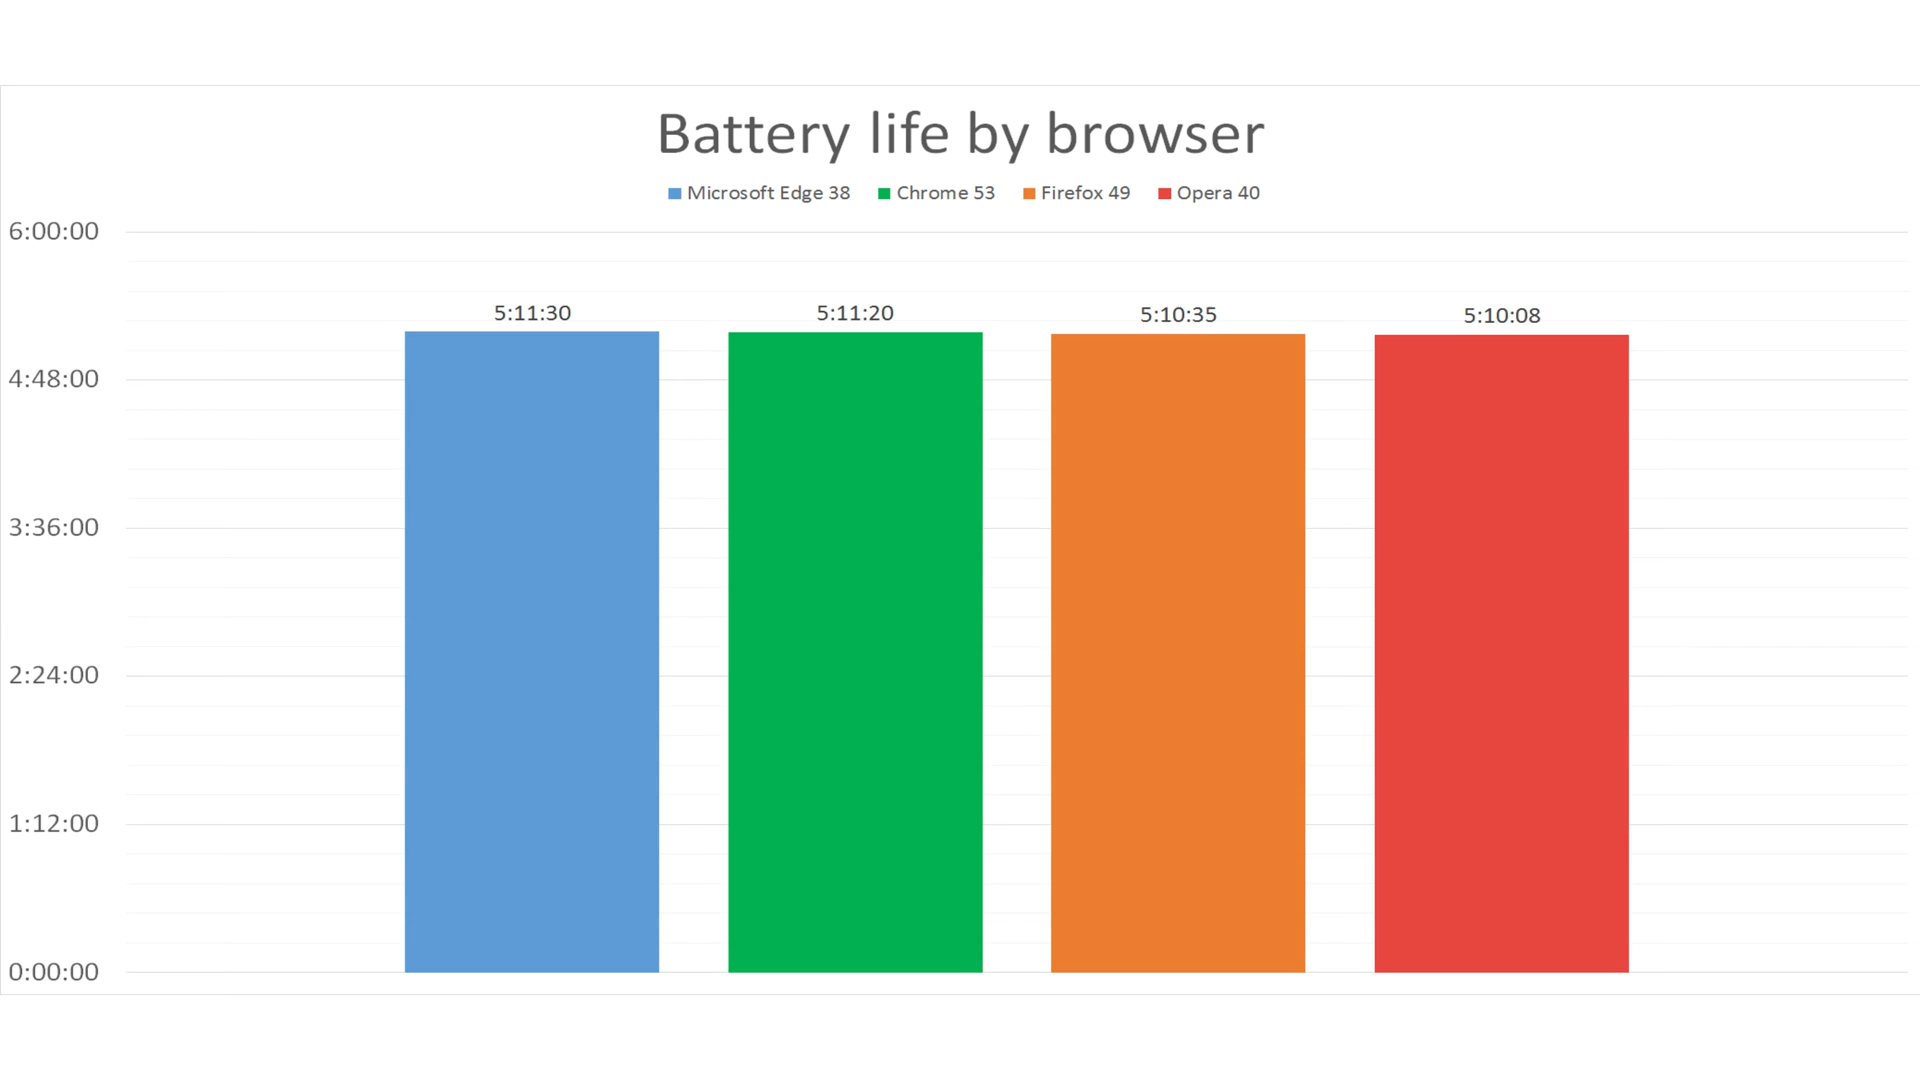 Battery life by browser
Microsoft Edge 38 Chrome 53 Firefox 49 Opera 40
6:00:00
5:11:30 5:11:20 5:10:35 5:10:08
4:48:00
3:36:00
2:24:00
1:12:00
0:00:00